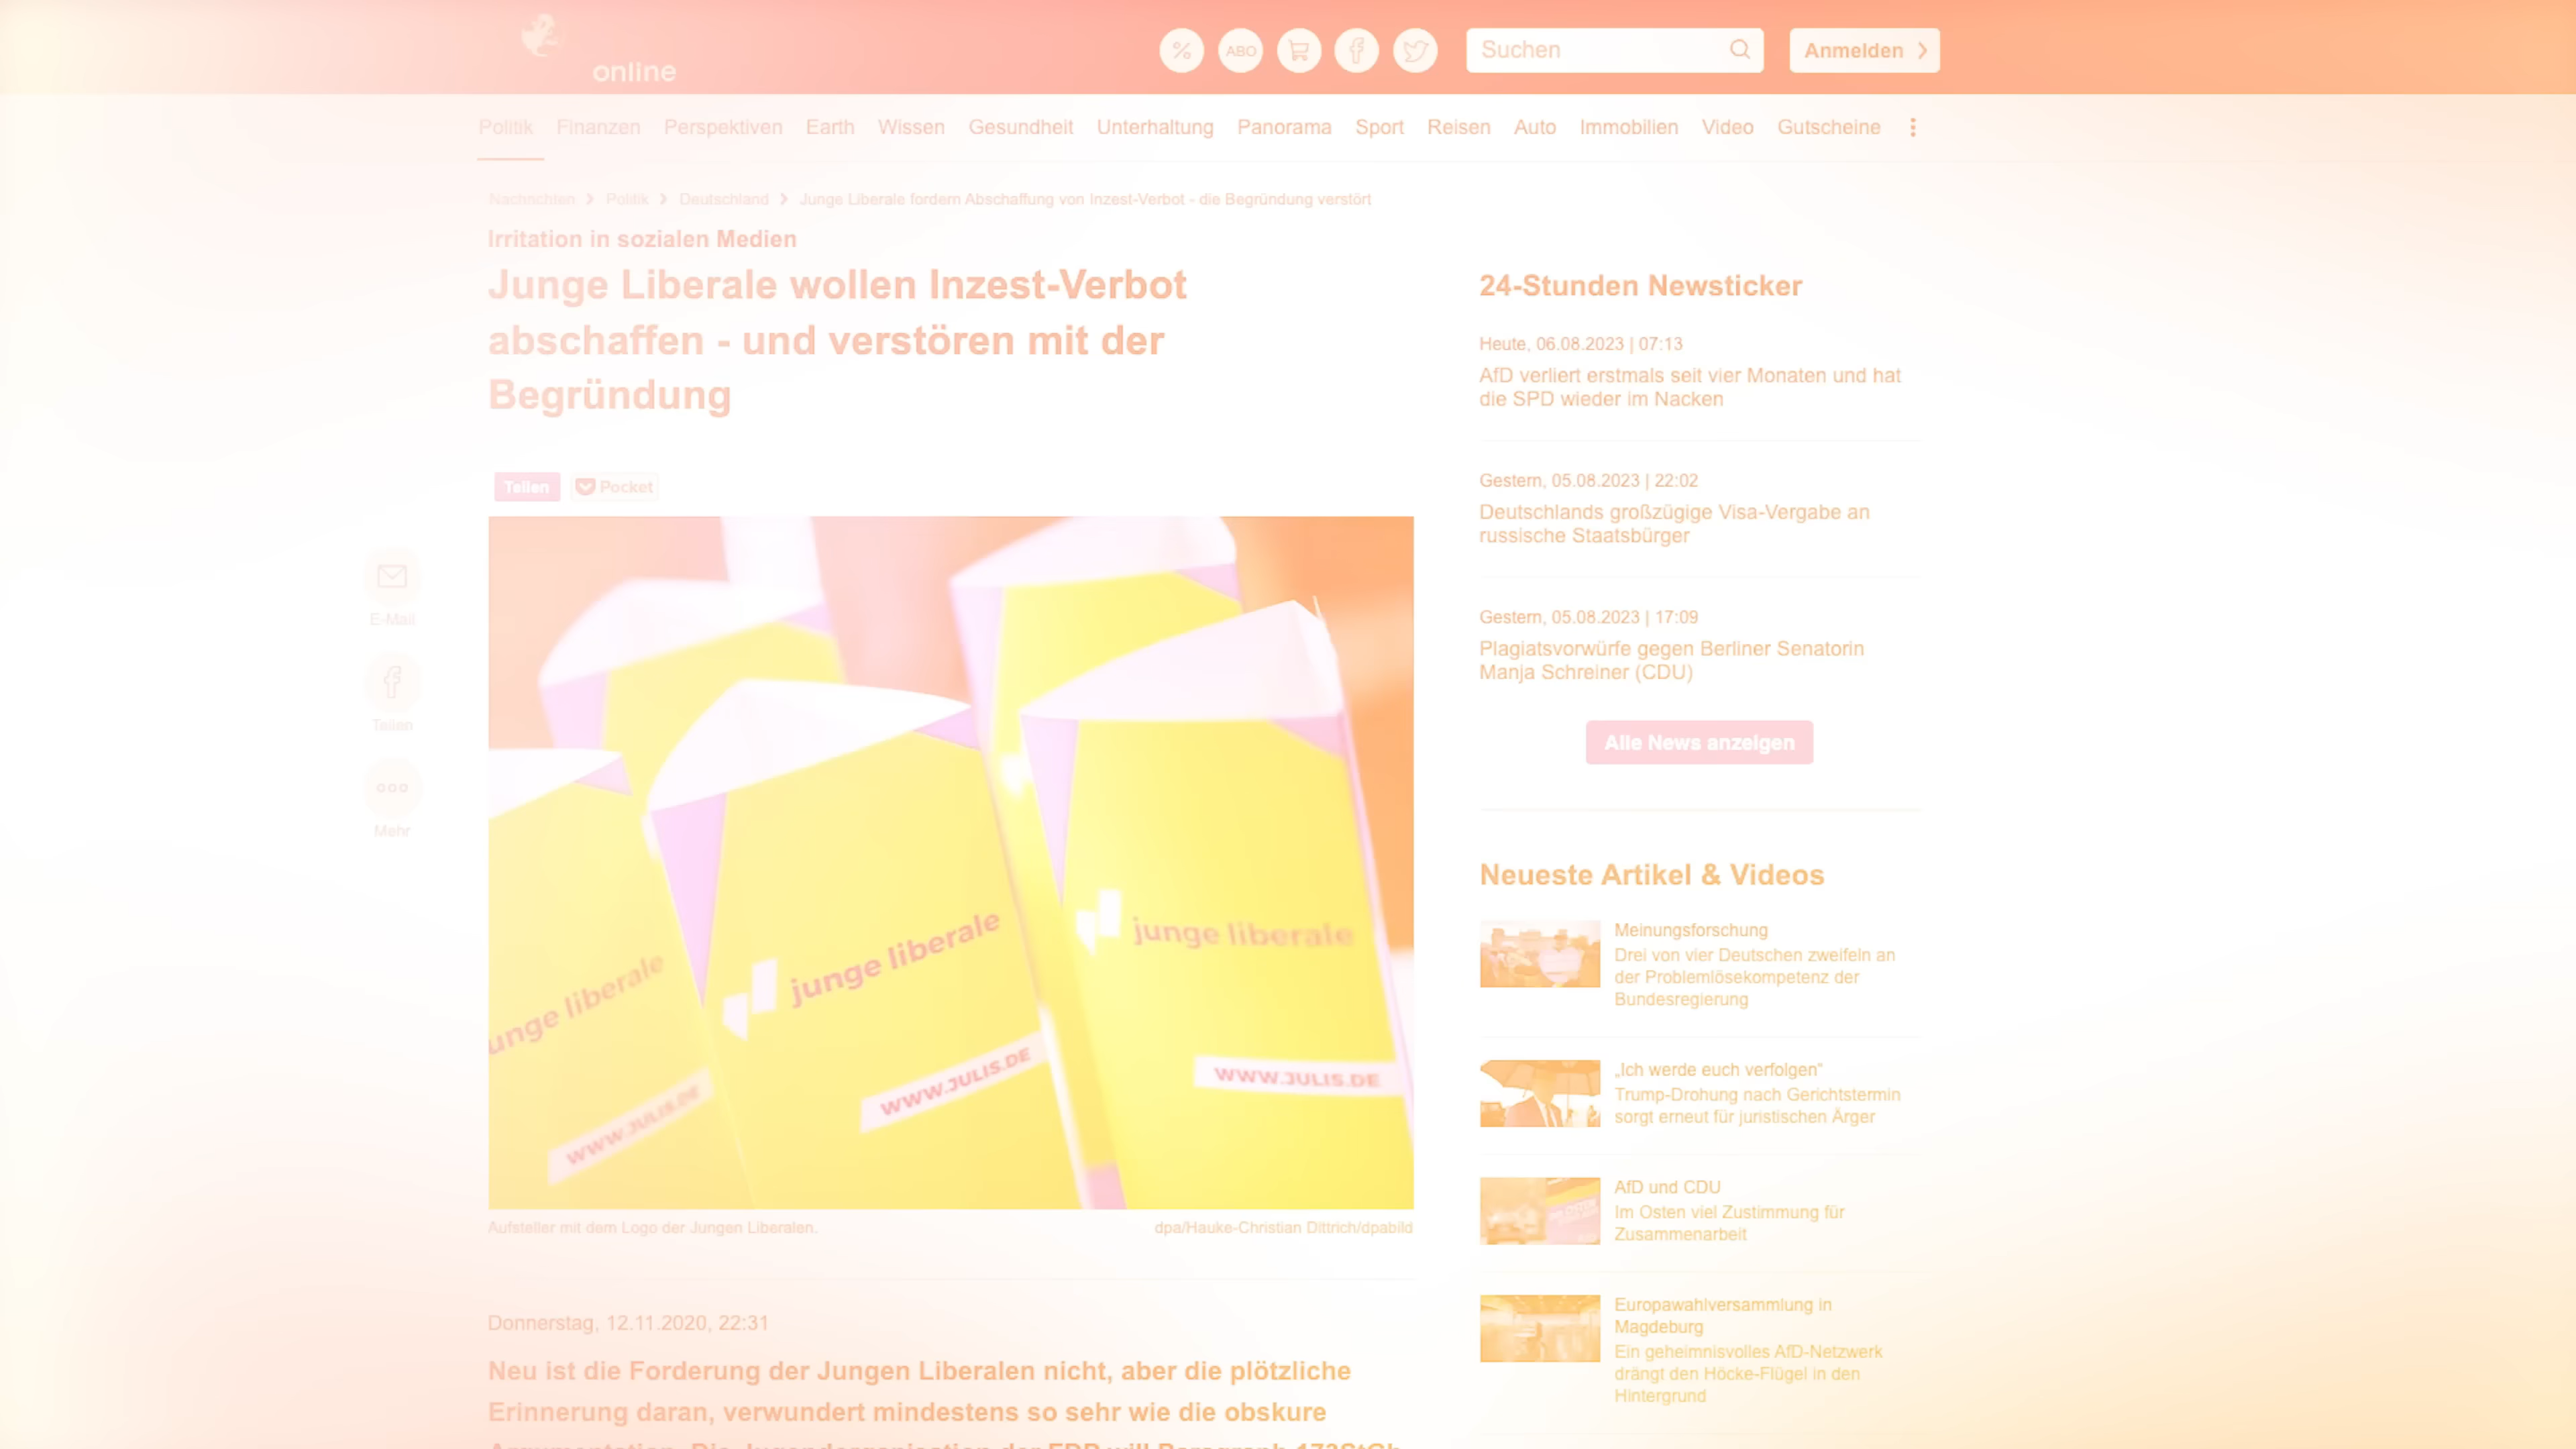 online
ABO
Suchen
Anmelden
Politik Finanzen Perspektiven Earth Wissen Gesundheit Unterhaltung Panorama Sport Reisen Auto Immobilien Video Gutscheine
Nachrichten > Politik > Deutschland > Junge Liberale fordern Abschaffung von Inzest-Verbot - die Begründung verstört
Irritation in sozialen Medien
Junge Liberale wollen Inzest-Verbot
abschaffen - und verstören mit der
Begründung
Teilen Pocket
E-Mail
Teilen
Mehr
unge liberale
WWW.JULIS.DE
junge liberale
WWW.JULIS.DE
junge liberale
WWW.JULIS.DE
Aufsteller mit dem Logo der Jungen Liberalen.
dpa/Hauke-Christian Dittrich/dpabild
Donnerstag, 12.11.2020, 22:31
Neu ist die Forderung der Jungen Liberalen nicht, aber die plötzliche
Erinnerung daran, verwundert mindestens so sehr wie die obskure
Argumentation. Die Jugendorganisation der FDP will Paragraph 173StGb
24-Stunden Newsticker
Heute, 06.08.2023 | 07:13
AfD verliert erstmals seit vier Monaten und hat
die SPD wieder im Nacken
Gestern, 05.08.2023 | 22:02
Deutschlands großzügige Visa-Vergabe an
russische Staatsbürger
Gestern, 05.08.2023 | 17:09
Plagiatsvorwürfe gegen Berliner Senatorin
Manja Schreiner (CDU)
Alle News anzeigen
Neueste Artikel & Videos
Meinungsforschung
Drei von vier Deutschen zweifeln an
der Problemlösekompetenz der
Bundesregierung
„Ich werde euch verfolgen“
Trump-Drohung nach Gerichtstermin
sorgt erneut für juristischen Ärger
AfD und CDU
Im Osten viel Zustimmung für
Zusammenarbeit
Europawahlversammlung in
Magdeburg
Ein geheimnisvolles AfD-Netzwerk
drängt den Höcke-Flügel in den
Hintergrund